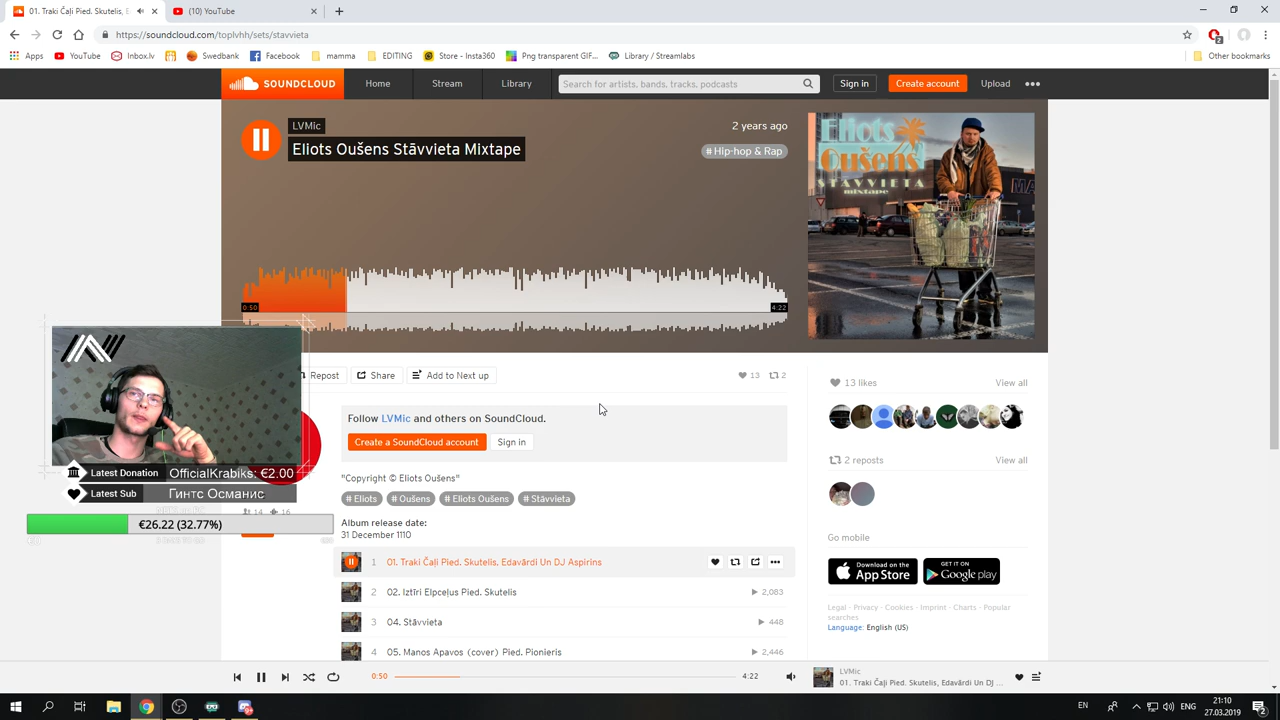 01. Traki Čaļi Pied. Skutelis, E
(10) YouTube
https://soundcloud.com/toplvhh/sets/stavvieta
Apps
YouTube
Inbox.lv
Swedbank
Facebook
mamma
EDITING
Store - Insta360
Png transparent GIF...
Library / Streamlabs
Other bookmarks
SOUNDCLOUD
Home
Stream
Library
Search for artists, bands, tracks, podcasts
Sign in
Create account
Upload
LVMic
2 years ago
Eliots Oušens Stāvvieta Mixtape
# Hip-hop & Rap
Eliots
Oušens
STĀVVIETA
mixtape
0:50
4:22
Repost
Share
Add to Next up
13
2
13 likes
View all
Follow LVMic and others on SoundCloud.
Create a SoundCloud account
Sign in
2 reposts
View all
Latest Donation
OfficialKrabiks: €2.00
Latest Sub
Гинтс Османис
14
16
€26.22 (32.77%)
"Copyright © Eliots Oušens"
# Eliots
# Oušens
# Eliots Oušens
# Stāvvieta
Album release date:
31 December 1110
Go mobile
Download on the
App Store
GET IT ON
Google play
1 01. Traki Čaļi Pied. Skutelis, Edavārdi Un DJ Aspirīns
2 02. Iztīri Elpceļus Pied. Skutelis
2,083
3 04. Stāvvieta
448
4 05. Manos Apavos (cover) Pied. Pionieris
2,446
Legal · Privacy · Cookies · Imprint · Charts · Popular
searches
Language: English (US)
0:50
4:22
LVMic
01. Traki Čaļi Pied. Skutelis, Edavārdi Un DJ ...
EN
ENG
21:10
27.03.2019
2